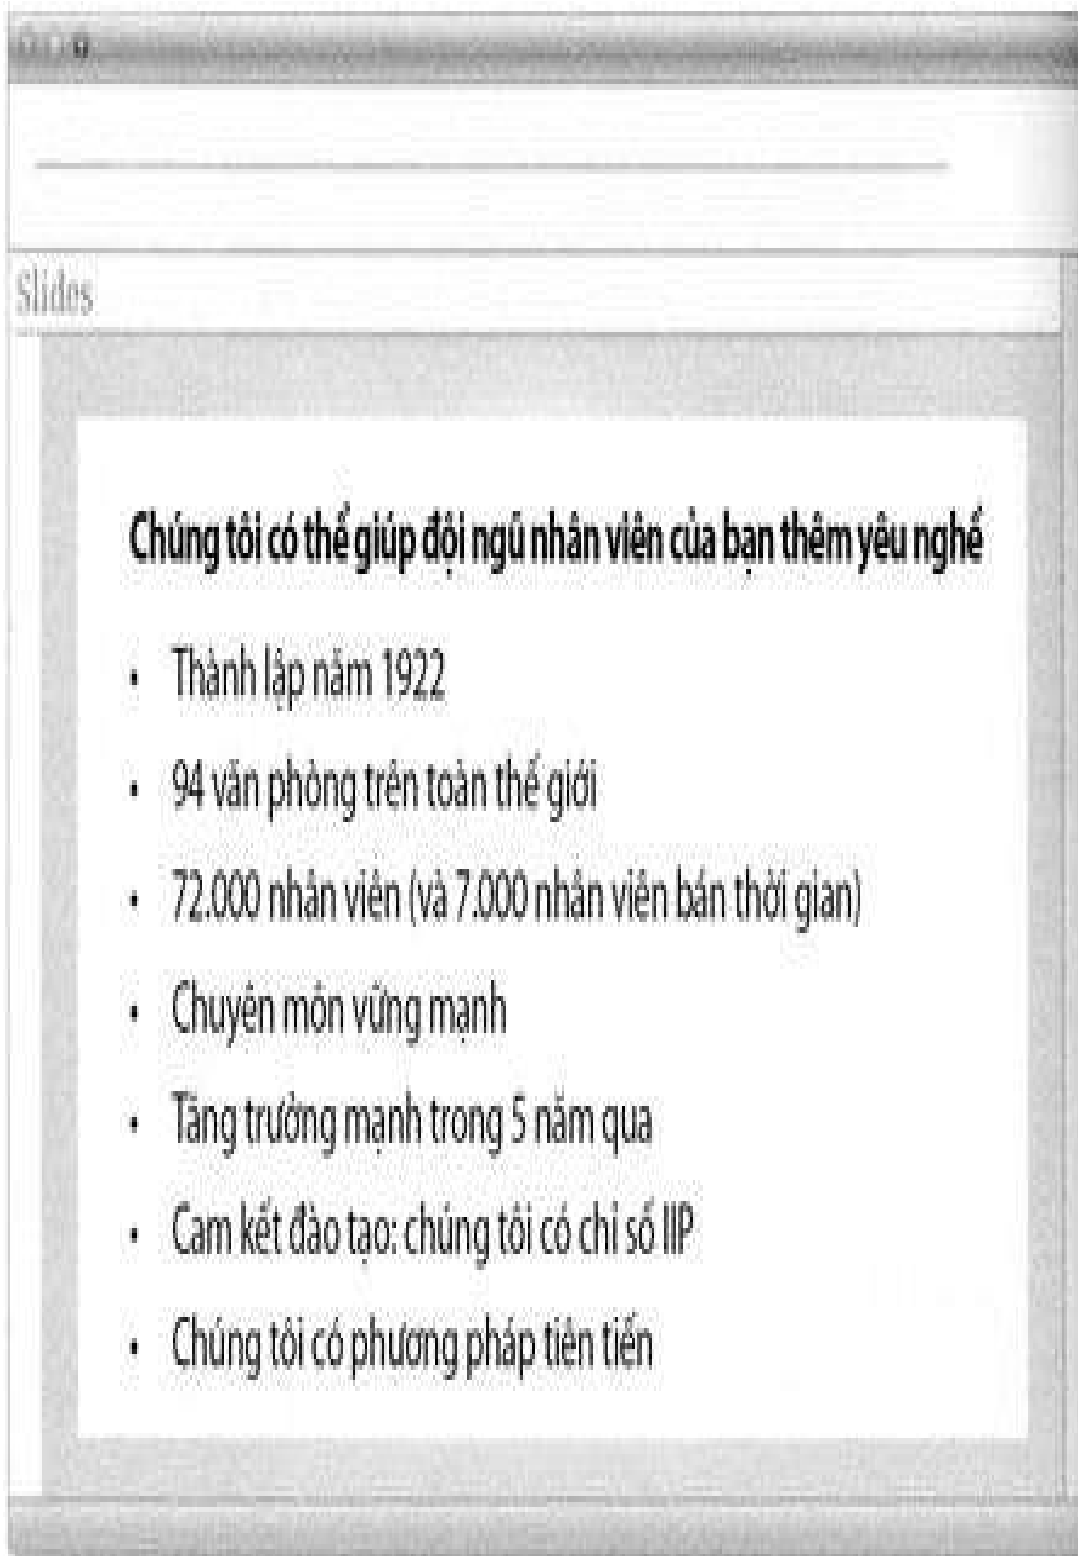 Slides
Chúng tôi có thể giúp đội ngũ nhân viên của bạn thêm yêu nghề
• Thành lập năm 1922
• 94 văn phòng trên toàn thế giới
• 72.000 nhân viên (và 7.000 nhân viên bán thời gian)
• Chuyên môn vững mạnh
• Tăng trưởng mạnh trong 5 năm qua
• Cam kết đào tạo: chúng tôi có chỉ số IIP
• Chúng tôi có phương pháp tiên tiến